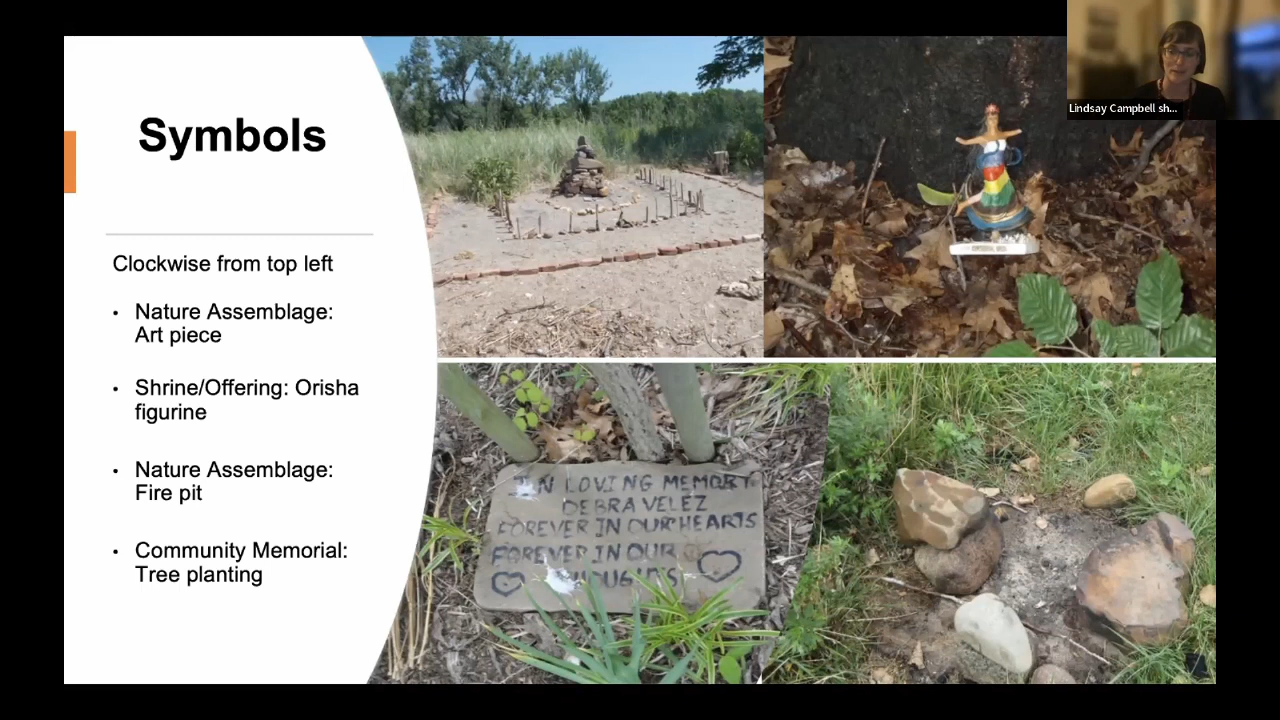 Symbols
Clockwise from top left
• Nature Assemblage:
Art piece
• Shrine/Offering: Orisha
figurine
• Nature Assemblage:
Fire pit
• Community Memorial:
Tree planting
Lindsay Campbell sh...
IN LOVING MEMORY
DEBRA VELEZ
FOREVER IN OUR HEARTS
FOREVER IN OUR